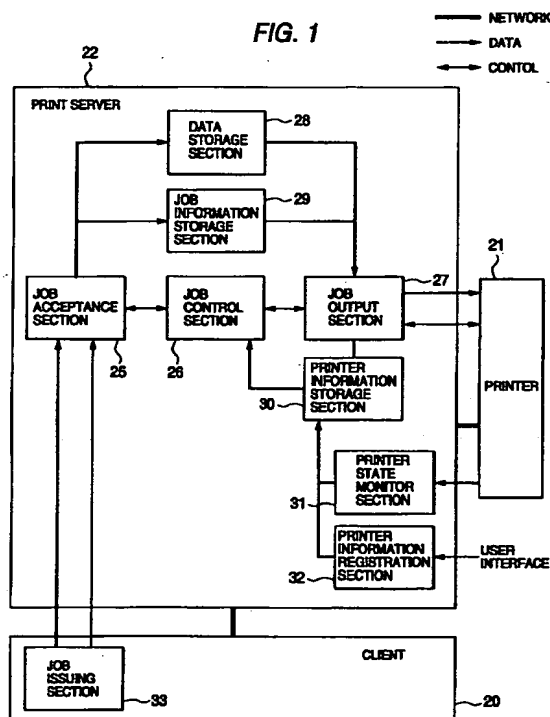 FIG. 1
NETWORK
DATA
CONTOL
22
PRINT SERVER
DATA
STORAGE
SECTION
28
JOB
INFORMATION
STORAGE
SECTION
29
21
JOB
ACCEPTANCE
SECTION
25
JOB
CONTROL
SECTION
26
JOB
OUTPUT
SECTION
27
PRINTER
PRINTER
INFORMATION
STORAGE
SECTION
30
PRINTER
STATE
MONITOR
SECTION
31
PRINTER
INFORMATION
REGISTRATION
SECTION
32
USER
INTERFACE
JOB
ISSUING
SECTION
33
CLIENT
20